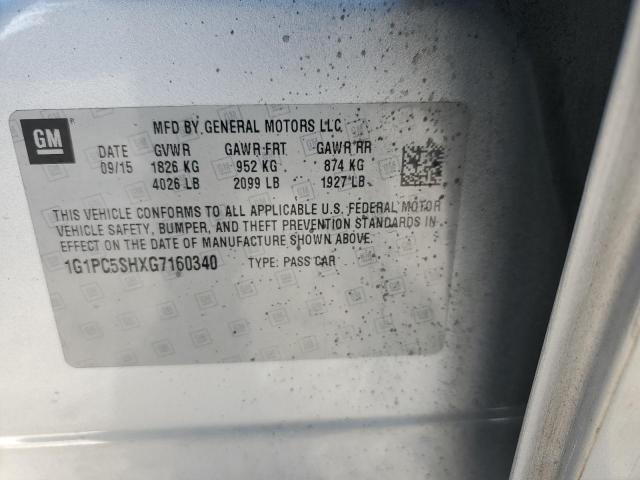 GM
MFD BY GENERAL MOTORS LLC
DATE GVWR GAWR FRT GAWR RR
09/15 1826 KG 952 KG 874 KG
4026 LB 2099 LB 1927 LB
THIS VEHICLE CONFORMS TO ALL APPLICABLE U.S. FEDERAL MOTOR
VEHICLE SAFETY, BUMPER, AND THEFT PREVENTION STANDARDS IN
EFFECT ON THE DATE OF MANUFACTURE SHOWN ABOVE.
1G1PC5SHXG7160340 TYPE: PASS CAR